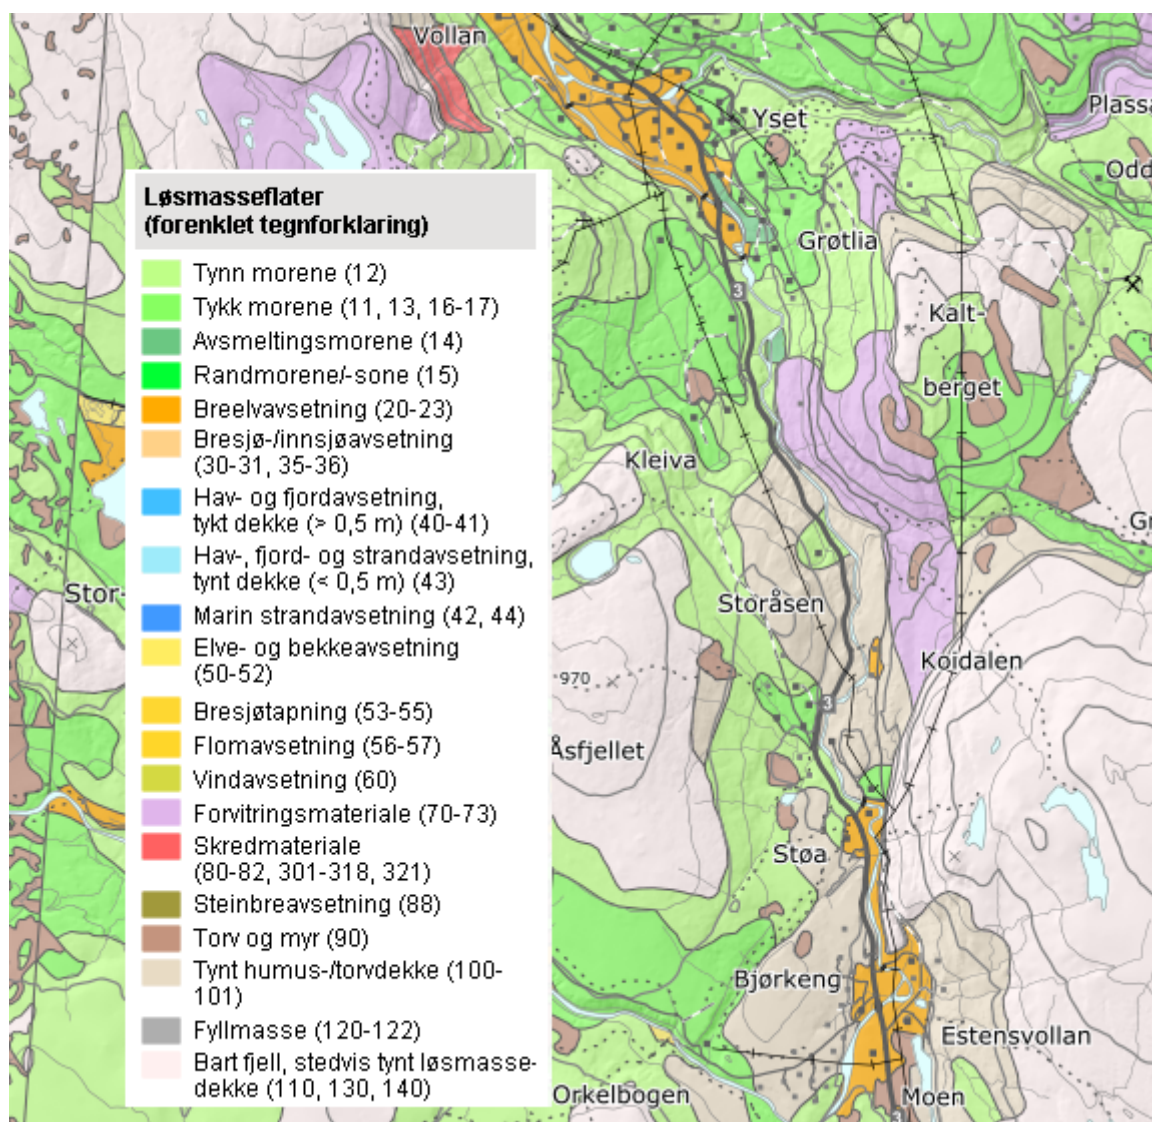 Vollan
Yset
Plassa
Odd
Grøtlia
3
Kalt-
berget
Kleiva
Gr
Stor-
Storåsen
Koidalen
970
3
Åsfjellet
Støa
Bjørkeng
Estensvollan
Orkelbogen
Moen
3
Løsmasseflater
(forenklet tegnforklaring)
Tynn morene (12)
Tykk morene (11, 13, 16-17)
Avsmeltingsmorene (14)
Randmorene/-sone (15)
Breelvavsetning (20-23)
Bresjø-/innsjøavsetning
(30-31, 35-36)
Hav- og fjordavsetning,
tykt dekke (> 0,5 m) (40-41)
Hav-, fjord- og strandavsetning,
tynt dekke (< 0,5 m) (43)
Marin strandavsetning (42, 44)
Elve- og bekkeavsetning
(50-52)
Bresjøtapning (53-55)
Flomavsetning (56-57)
Vindavsetning (60)
Forvitringsmateriale (70-73)
Skredmateriale
(80-82, 301-318, 321)
Steinbreavsetning (88)
Torv og myr (90)
Tynt humus-/torvdekke (100-
101)
Fyllmasse (120-122)
Bart fjell, stedvis tynt løsmasse-
dekke (110, 130, 140)